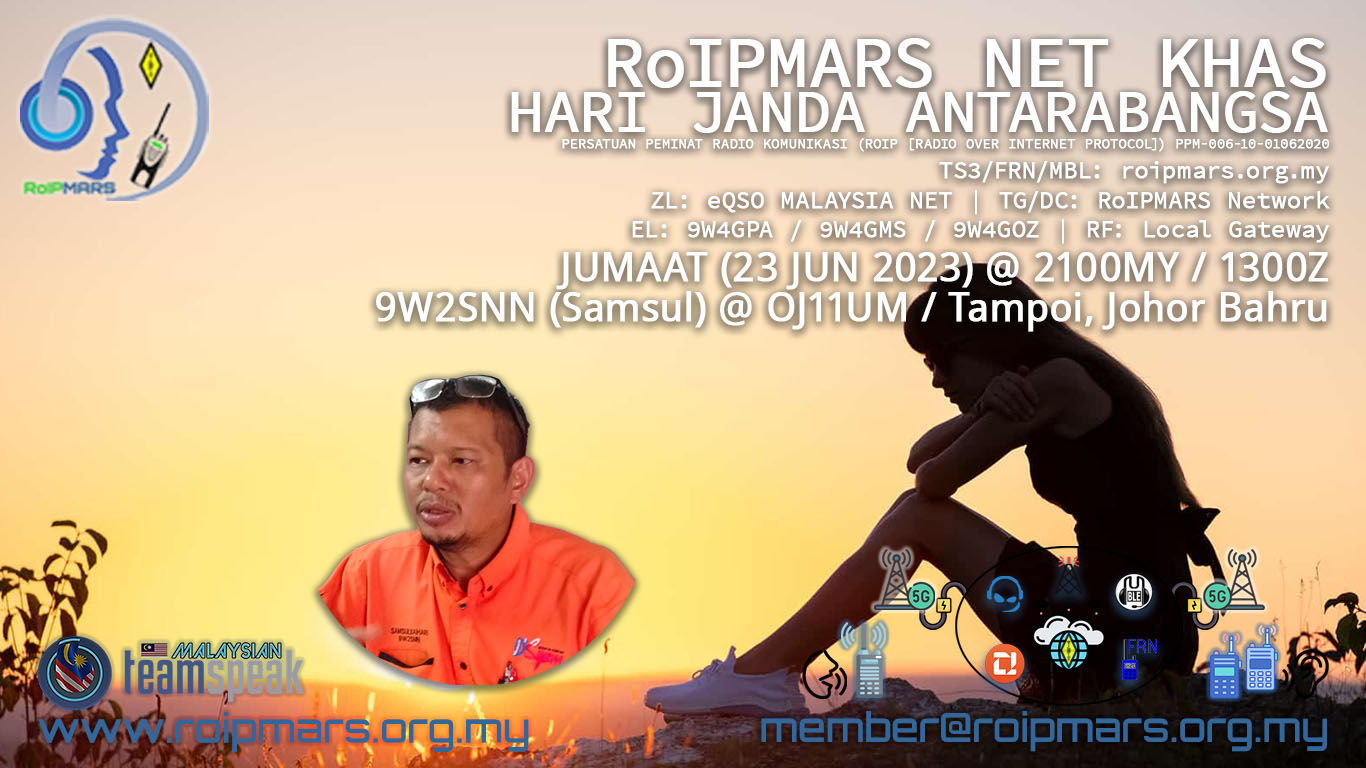 RoIPMARS NET KHAS
HARI JANDA ANTARABANGSA
PERSATUAN PEMINAT RADIO KOMUNIKASI (ROIP [RADIO OVER INTERNET PROTOCOL]) PPM-006-10-01062020
TS3/FRN/MBL: roipmars.org.my
ZL: eQSO MALAYSIA NET | TG/DC: RoIPMARS Network
EL: 9W4GPA / 9W4GMS / 9W4GOZ | RF: Local Gateway
JUMAAT (23 JUN 2023) @ 2100MY / 1300Z
9W2SNN (Samsul) @ OJ11UM / Tampoi, Johor Bahru
RoIPMARS
9W2SNN
5G
BLE
5G
FRN
MALAYSIAN
teamspeak
www.roipmars.org.my
member@roipmars.org.my